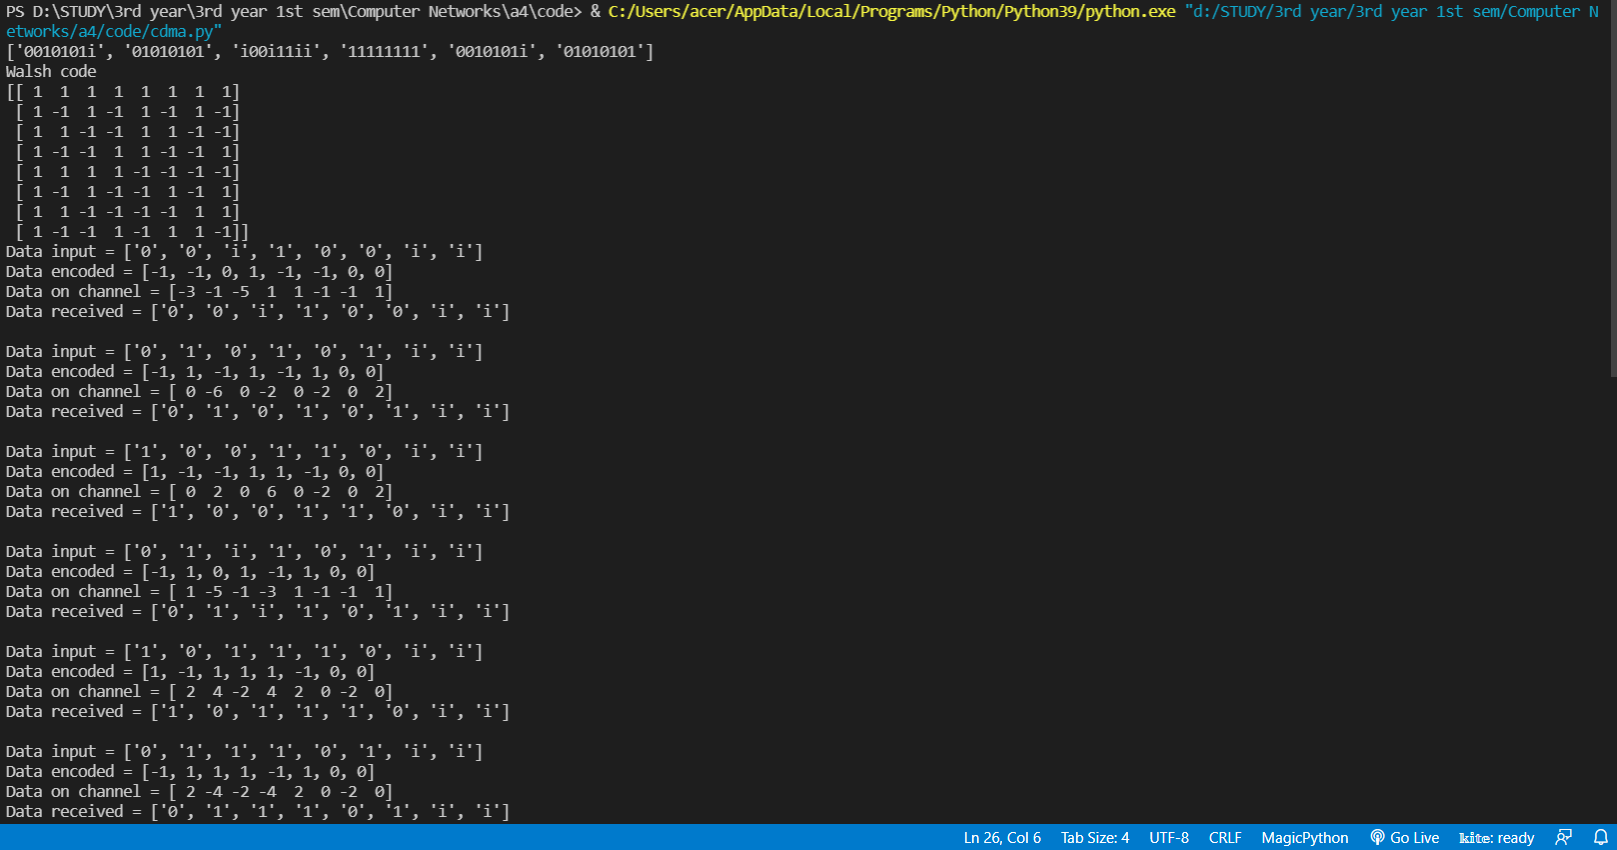 PS D:\STUDY\3rd year\3rd year 1st sem\Computer Networks\a4\code> & C:/Users/acer/AppData/Local/Programs/Python/Python39/python.exe "d:/STUDY/3rd year/3rd year 1st sem/Computer N
etworks/a4/code/cdma.py"
['0010101i', '01010101', 'i00i11ii', '11111111', '0010101i', '01010101']
Walsh code
[[ 1  1  1  1  1  1  1  1]
 [ 1 -1  1 -1  1 -1  1 -1]
 [ 1  1 -1 -1  1  1 -1 -1]
 [ 1 -1 -1  1  1 -1 -1  1]
 [ 1  1  1  1 -1 -1 -1 -1]
 [ 1 -1  1 -1 -1  1 -1  1]
 [ 1  1 -1 -1 -1 -1  1  1]
 [ 1 -1 -1  1 -1  1  1 -1]]
Data input = ['0', '0', 'i', '1', '0', '0', 'i', 'i']
Data encoded = [-1, -1, 0, 1, -1, -1, 0, 0]
Data on channel = [-3 -1 -5  1  1 -1 -1  1]
Data received = ['0', '0', 'i', '1', '0', '0', 'i', 'i']

Data input = ['0', '1', '0', '1', '0', '1', 'i', 'i']
Data encoded = [-1, 1, -1, 1, -1, 1, 0, 0]
Data on channel = [ 0 -6  0 -2  0 -2  0  2]
Data received = ['0', '1', '0', '1', '0', '1', 'i', 'i']

Data input = ['1', '0', '0', '1', '1', '0', 'i', 'i']
Data encoded = [1, -1, -1, 1, 1, -1, 0, 0]
Data on channel = [ 0  2  0  6  0 -2  0  2]
Data received = ['1', '0', '0', '1', '1', '0', 'i', 'i']

Data input = ['0', '1', 'i', '1', '0', '1', 'i', 'i']
Data encoded = [-1, 1, 0, 1, -1, 1, 0, 0]
Data on channel = [ 1 -5 -1 -3  1 -1 -1  1]
Data received = ['0', '1', 'i', '1', '0', '1', 'i', 'i']

Data input = ['1', '0', '1', '1', '1', '0', 'i', 'i']
Data encoded = [1, -1, 1, 1, 1, -1, 0, 0]
Data on channel = [ 2  4 -2  4  2  0 -2  0]
Data received = ['1', '0', '1', '1', '1', '0', 'i', 'i']

Data input = ['0', '1', '1', '1', '0', '1', 'i', 'i']
Data encoded = [-1, 1, 1, 1, -1, 1, 0, 0]
Data on channel = [ 2 -4 -2 -4  2  0 -2  0]
Data received = ['0', '1', '1', '1', '0', '1', 'i', 'i']
Ln 26, Col 6  Tab Size: 4  UTF-8  CRLF  MagicPython  Go Live  kite: ready